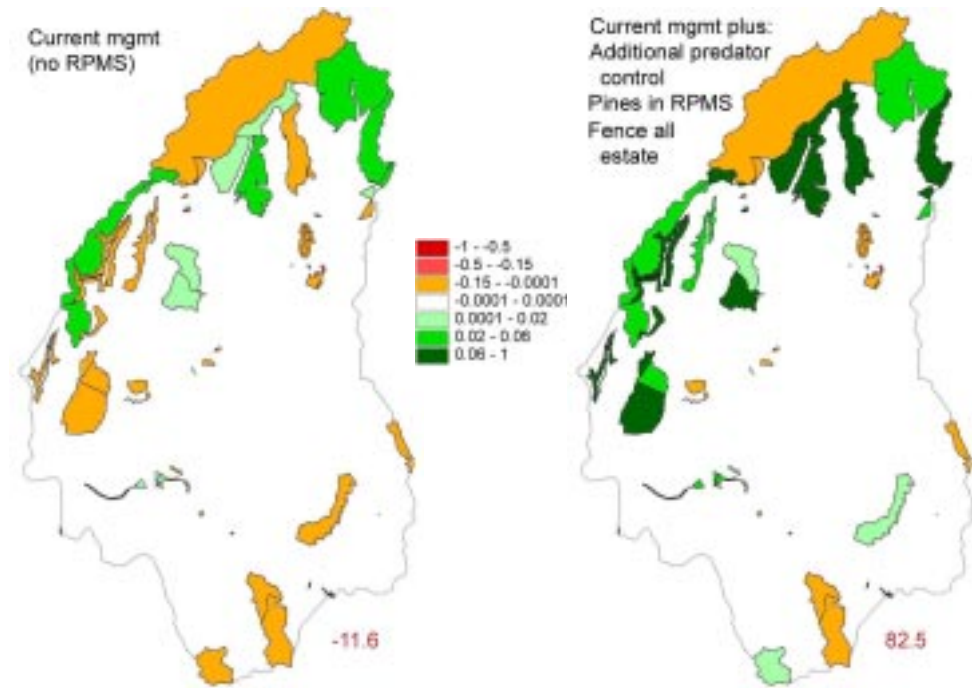 Current mgmt
(no RPMS)
Current mgmt plus:
Additional predator
control
Pines in RPMS
Fence all
estate
-1 - -0.5
-0.5 - -0.15
-0.15 - -0.0001
-0.0001 - 0.0001
0.0001 - 0.02
0.02 - 0.06
0.06 - 1
-11.6
82.5